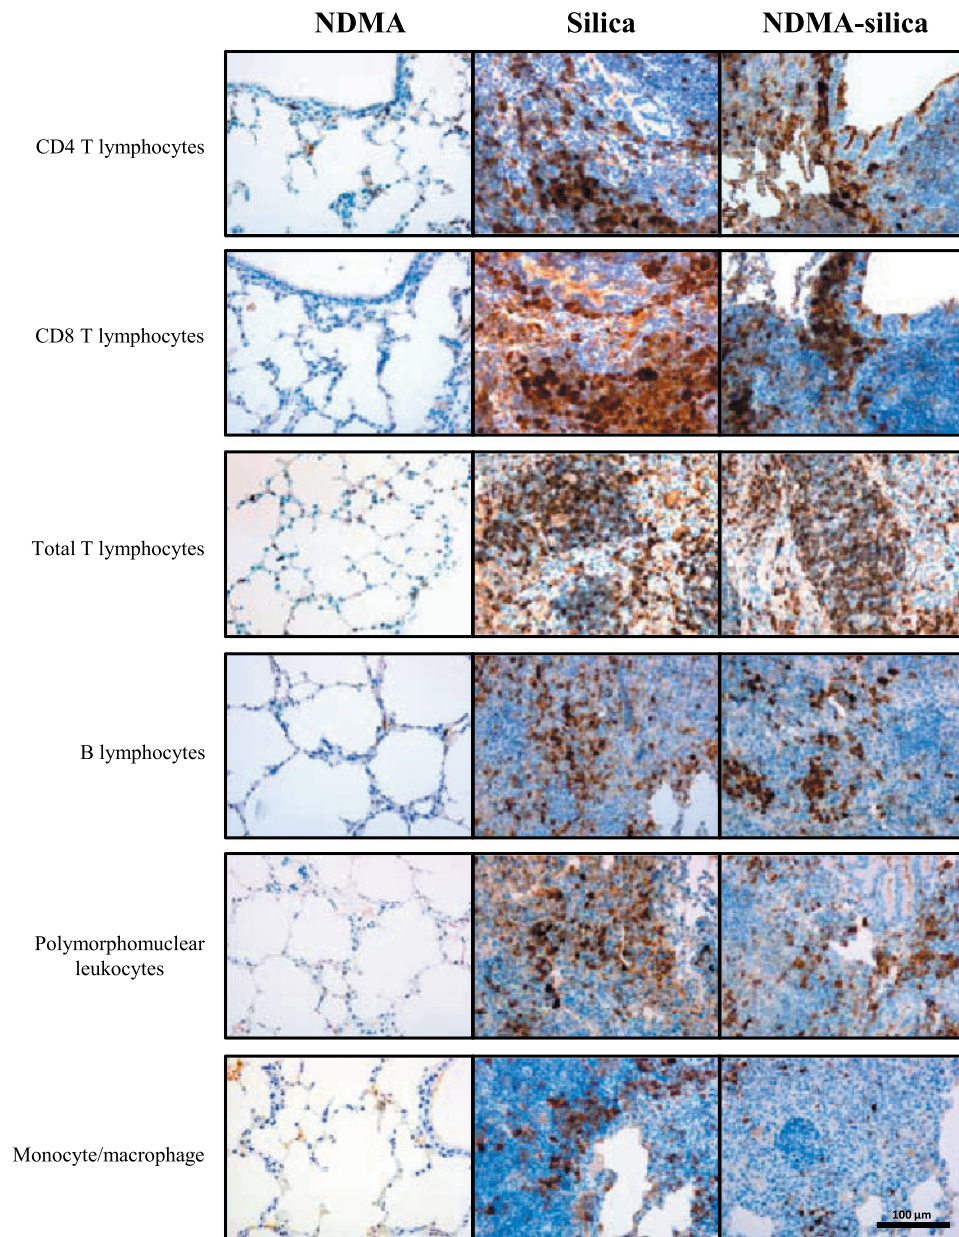 NDMA Silica NDMA-silica
CD4 T lymphocytes
CD8 T lymphocytes
Total T lymphocytes
B lymphocytes
Polymorphomuclear
leukocytes
Monocyte/macrophage
100 µm